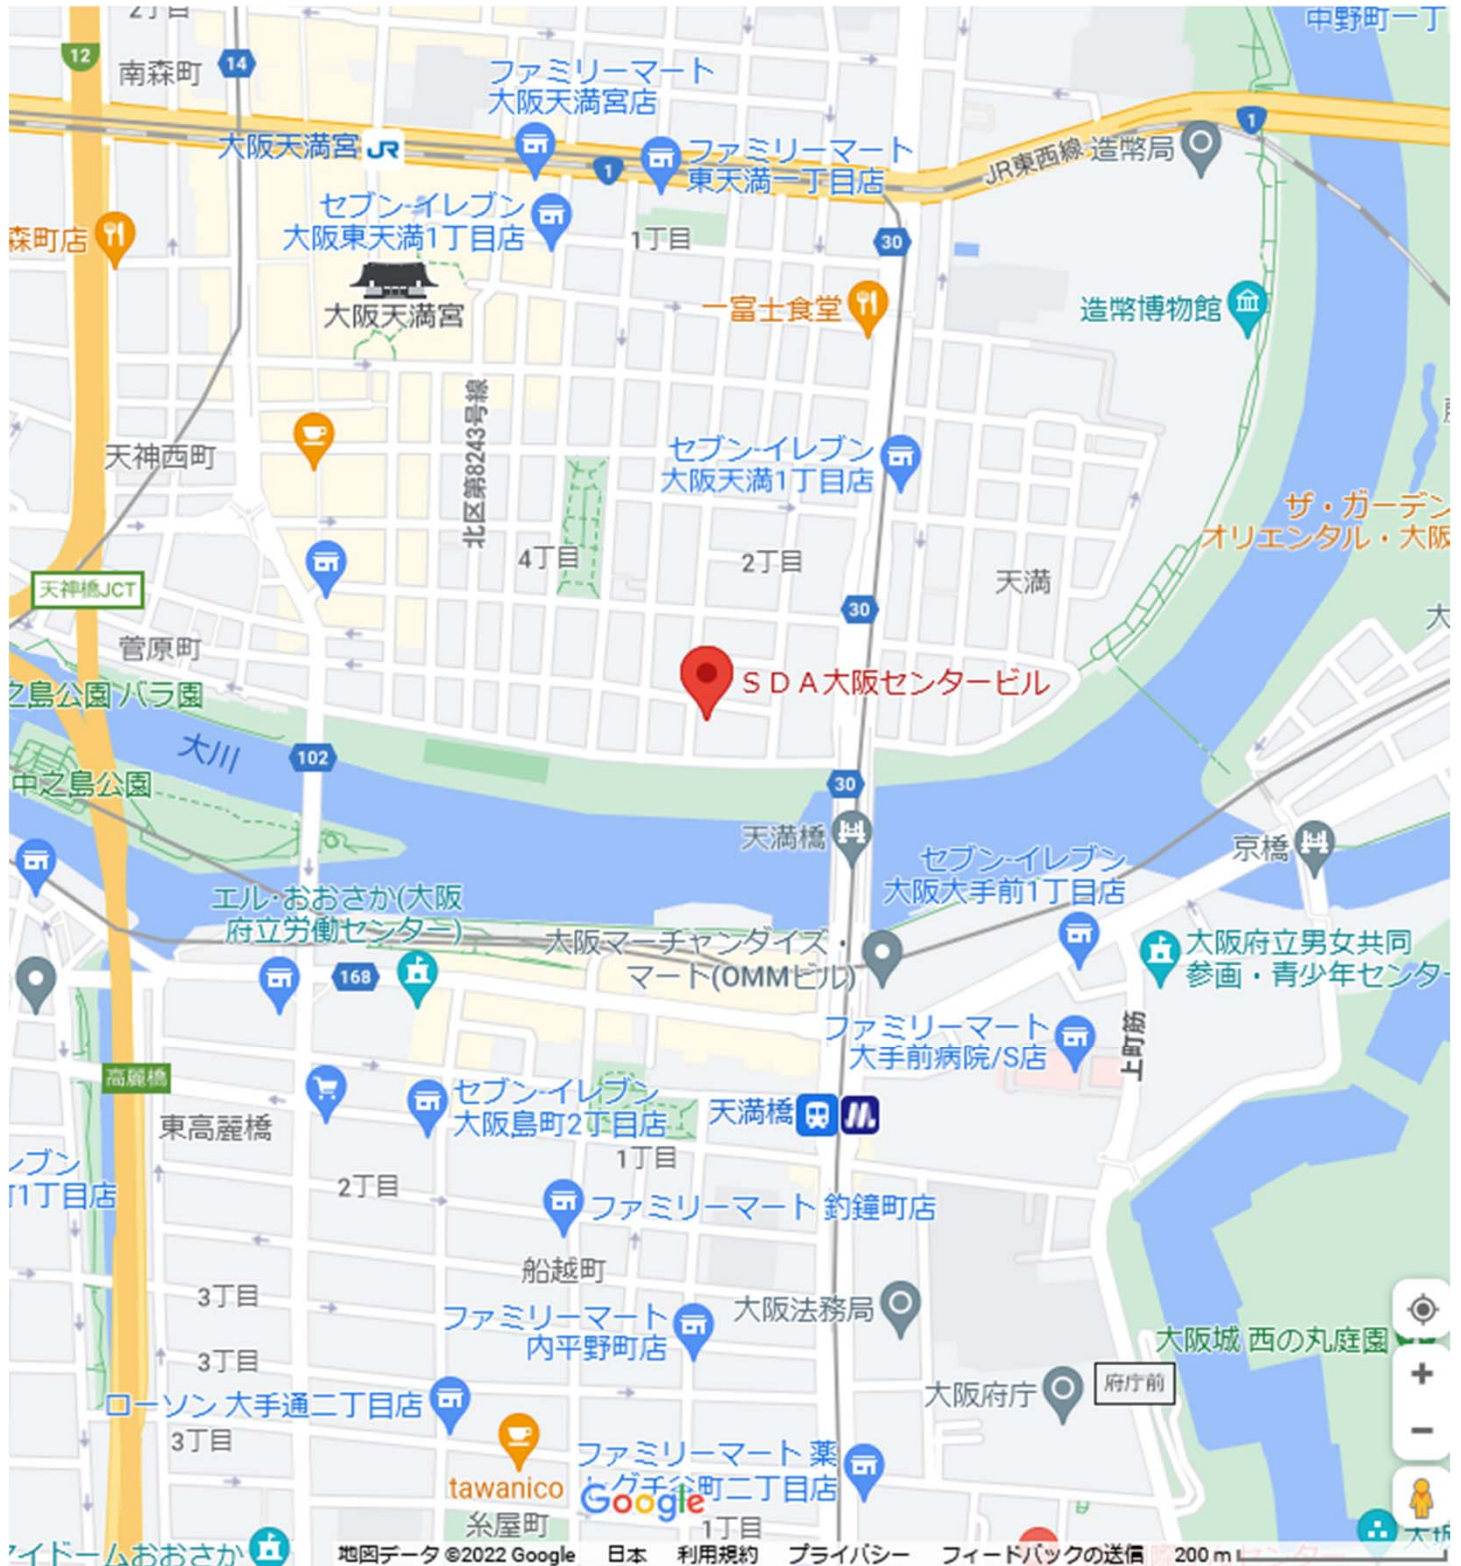 2丁目
中野町一丁
12
14
南森町
ファミリーマート
大阪天満宮店
大阪天満宮
JR
1
ファミリーマート
東天満一丁目店
JR東西線
造幣局
1
セブン-イレブン
大阪東天満1丁目店
森町店
1丁目
30
大阪天満宮
一富士食堂
造幣博物館
北区第8243号線
天神西町
セブン-イレブン
大阪天満1丁目店
ザ・ガーデン
オリエンタル・大阪
4丁目
2丁目
天満
天神橋JCT
30
菅原町
之島公園 バラ園
SDA大阪センタービル
大川
102
中之島公園
30
天満橋
京橋
セブン-イレブン
大阪大手前1丁目店
エル・おおさか(大阪
府立労働センター)
大阪マーチャンダイズ・
マート(OMMビル)
大阪府立男女共同
参画・青少年センター
168
ファミリーマート
大手前病院/S店
上町筋
高麗橋
セブン-イレブン
大阪島町2丁目店
天満橋
東高麗橋
1丁目
レブン
町1丁目店
2丁目
ファミリーマート 釣鐘町店
船越町
3丁目
ファミリーマート
内平野町店
大阪法務局
大阪城 西の丸庭園
3丁目
大阪府庁
府庁前
ローソン 大手通二丁目店
3丁目
tawanico
ファミリーマート 薬
ヒグチ谷町二丁目店
Google
糸屋町
1丁目
マイドームおおさか
地図データ ©2022 Google
日本
利用規約
プライバシー
フィードバックの送信
200 m